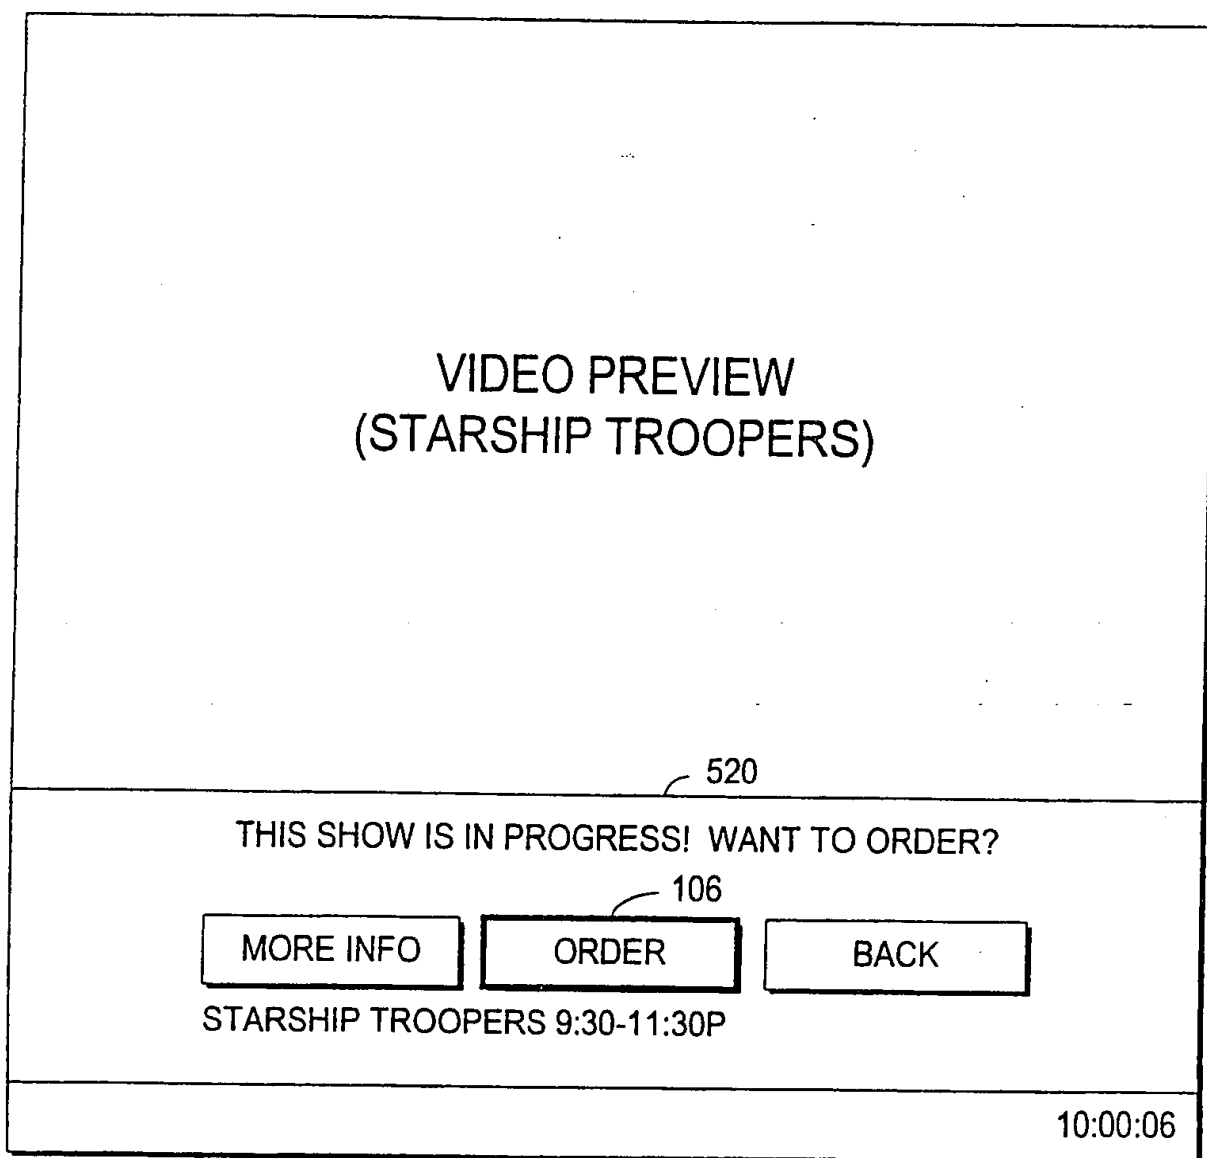 VIDEO PREVIEW
(STARSHIP TROOPERS)
520
THIS SHOW IS IN PROGRESS! WANT TO ORDER?
106
MORE INFO
ORDER
BACK
STARSHIP TROOPERS 9:30-11:30P
10:00:06